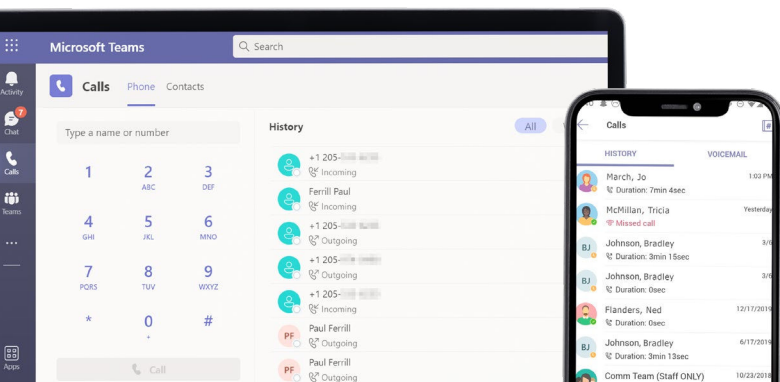 Microsoft Teams
Search
Activity
7
Chat
Calls
Teams
Apps
Calls
Phone
Contacts
Type a name or number
1
2
ABC
3
DEF
4
GHI
5
JKL
6
MNO
7
PQRS
8
TUV
9
WXYZ
*
0
+
#
Call
History
All
+1 205-
Incoming
Ferrill Paul
Incoming
+1 205-
Outgoing
+1 205-
Outgoing
+1 205-
Incoming
PF
Paul Ferrill
Outgoing
PF
Paul Ferrill
Outgoing
Calls
#
HISTORY
VOICEMAIL
March, Jo
1:03 PM
Duration: 7min 4sec
McMillan, Tricia
Yesterday
Missed call
BJ
Johnson, Bradley
3/6
Duration: 3min 15sec
BJ
Johnson, Bradley
3/6
Duration: 0sec
Flanders, Ned
12/17/2019
Duration: 0sec
BJ
Johnson, Bradley
6/17/2019
Duration: 3min 13sec
Comm Team (Staff ONLY)
10/23/2018